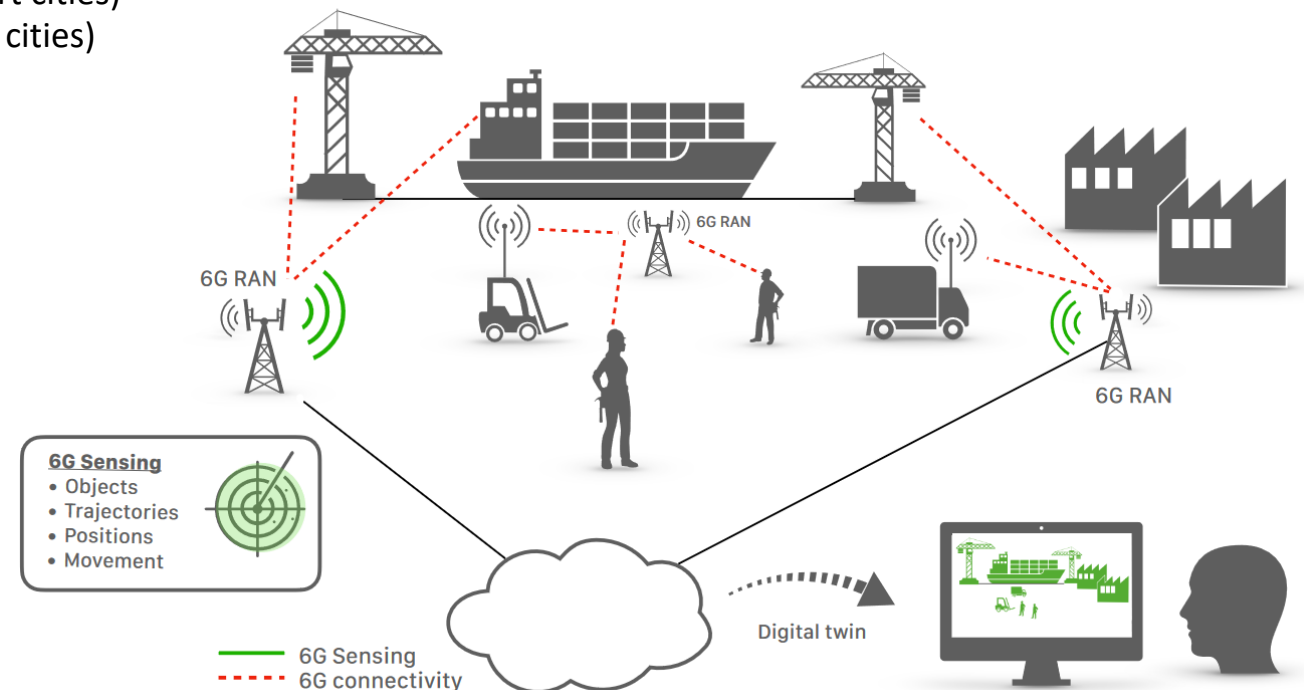 cities)
6G RAN
6G RAN
6G RAN
6G Sensing
• Objects
• Trajectories
• Positions
• Movement
Digital twin
6G Sensing
6G connectivity